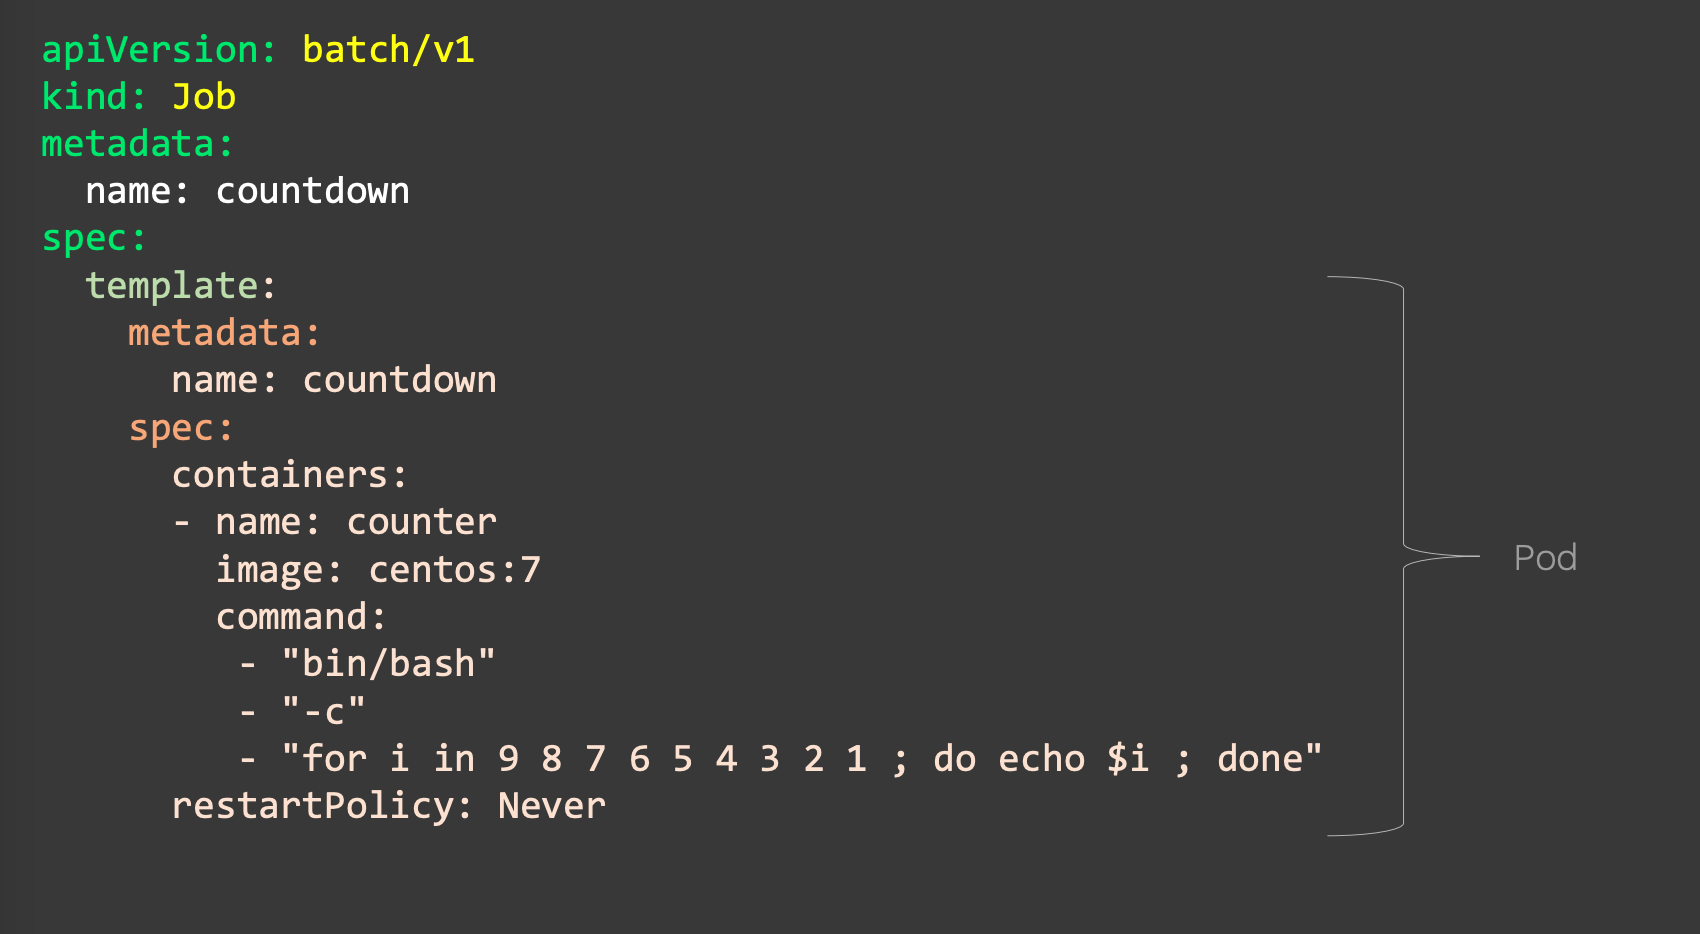 apiVersion: batch/v1
kind: Job
metadata:
  name: countdown
spec:
  template:
    metadata:
      name: countdown
    spec:
      containers:
      - name: counter
        image: centos:7
        command:
         - "bin/bash"
         - "-c"
         - "for i in 9 8 7 6 5 4 3 2 1 ; do echo $i ; done"
      restartPolicy: Never
Pod